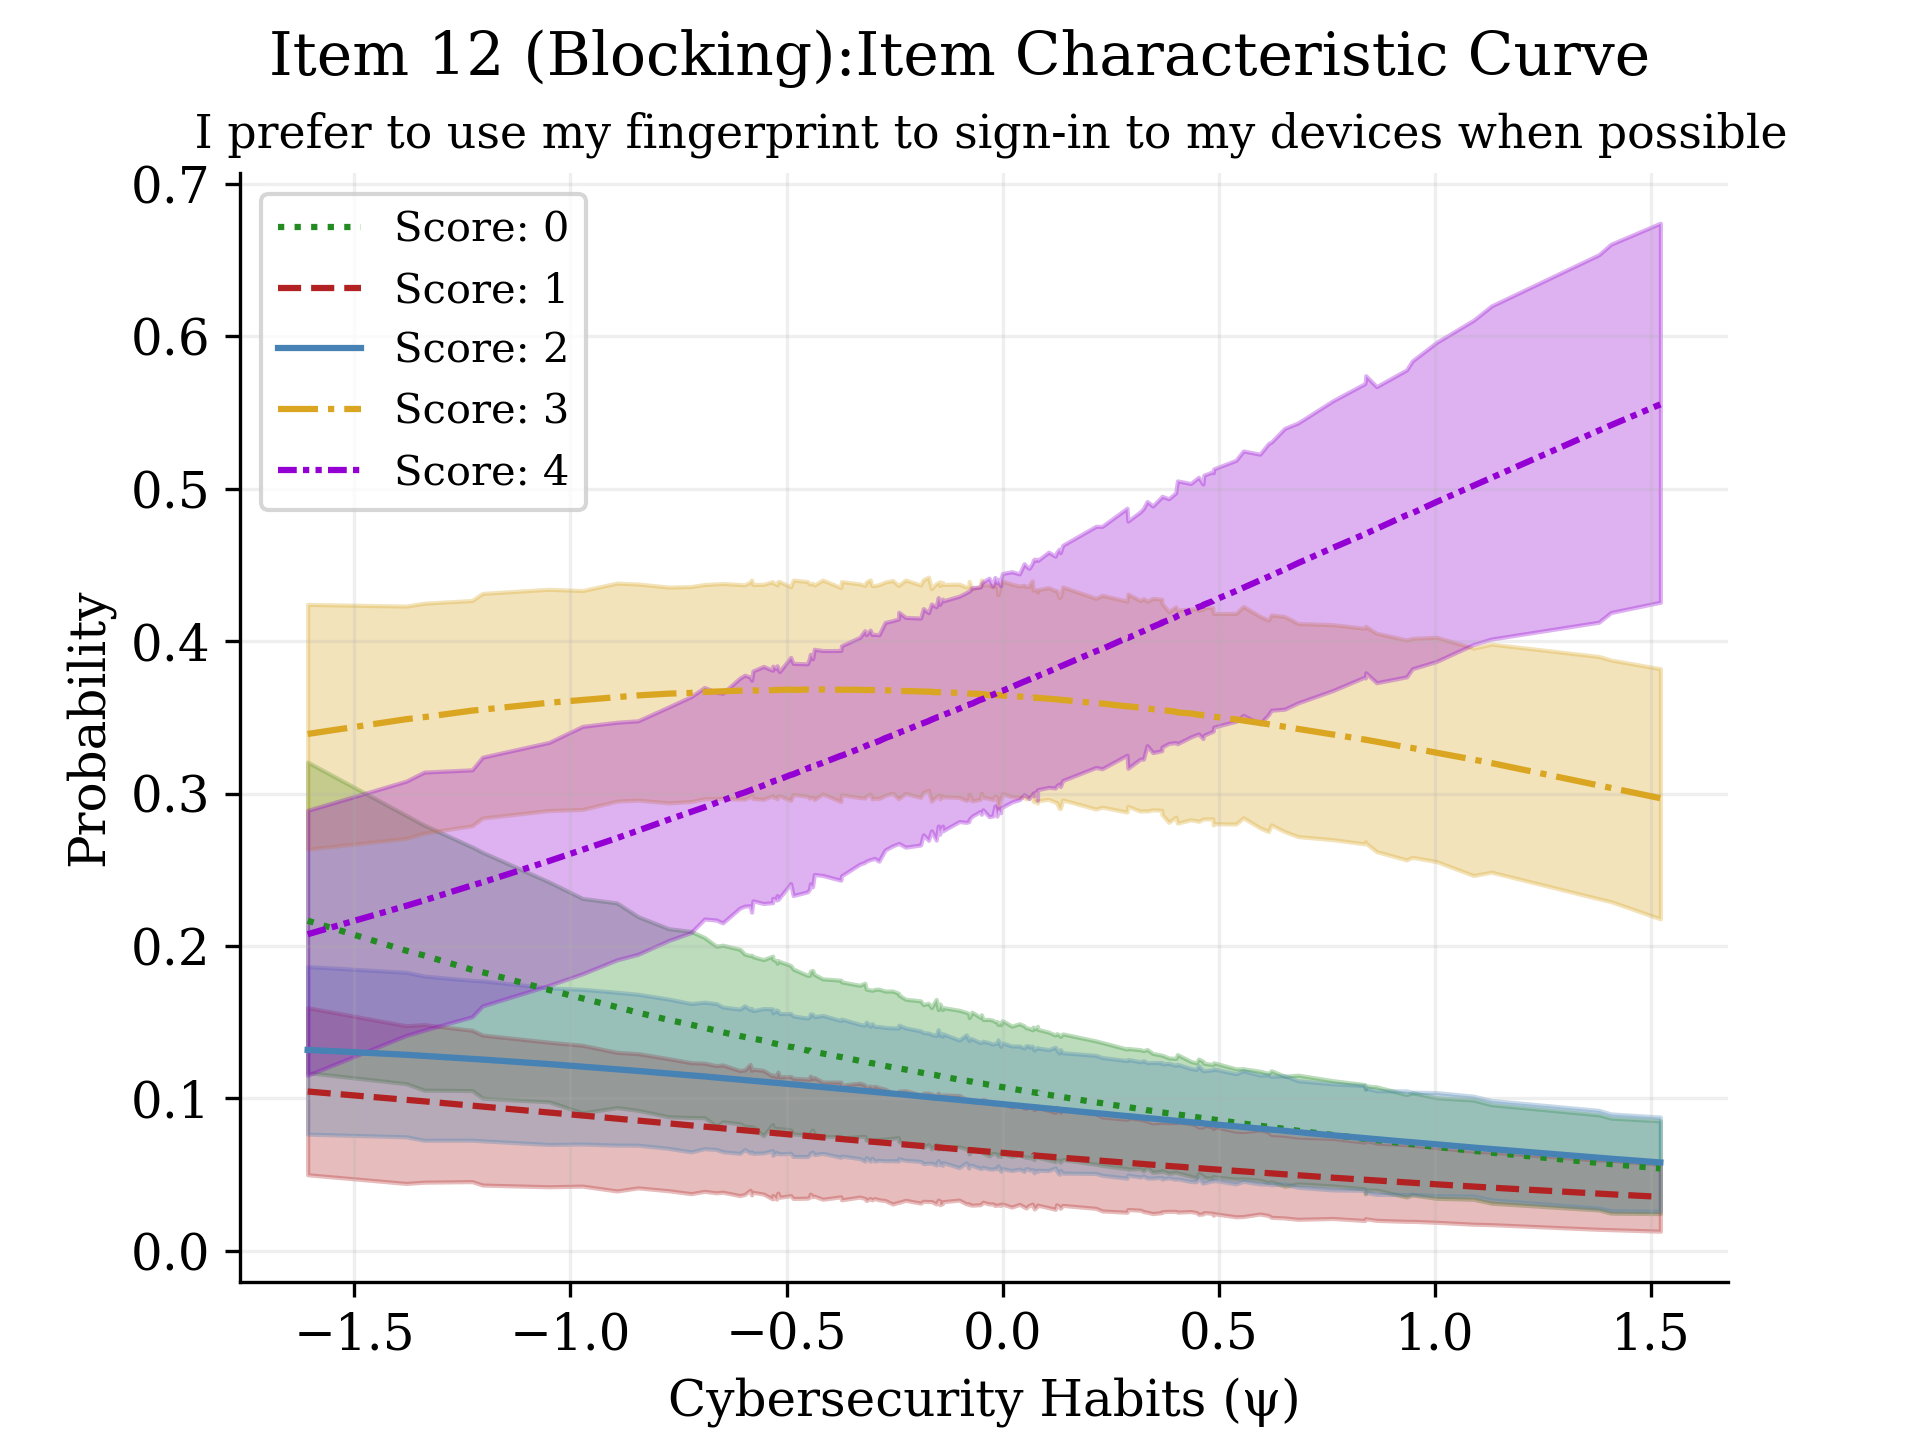 Item 12 (Blocking):Item Characteristic Curve
I prefer to use my fingerprint to sign-in to my devices when possible
0.7
0.6
0.5
0.4
0.3
0.2
0.1
0.0
Probability
Score: 0
Score: 1
Score: 2
Score: 3
Score: 4
−1.5 −1.0 −0.5 0.0 0.5 1.0 1.5
Cybersecurity Habits (ψ)